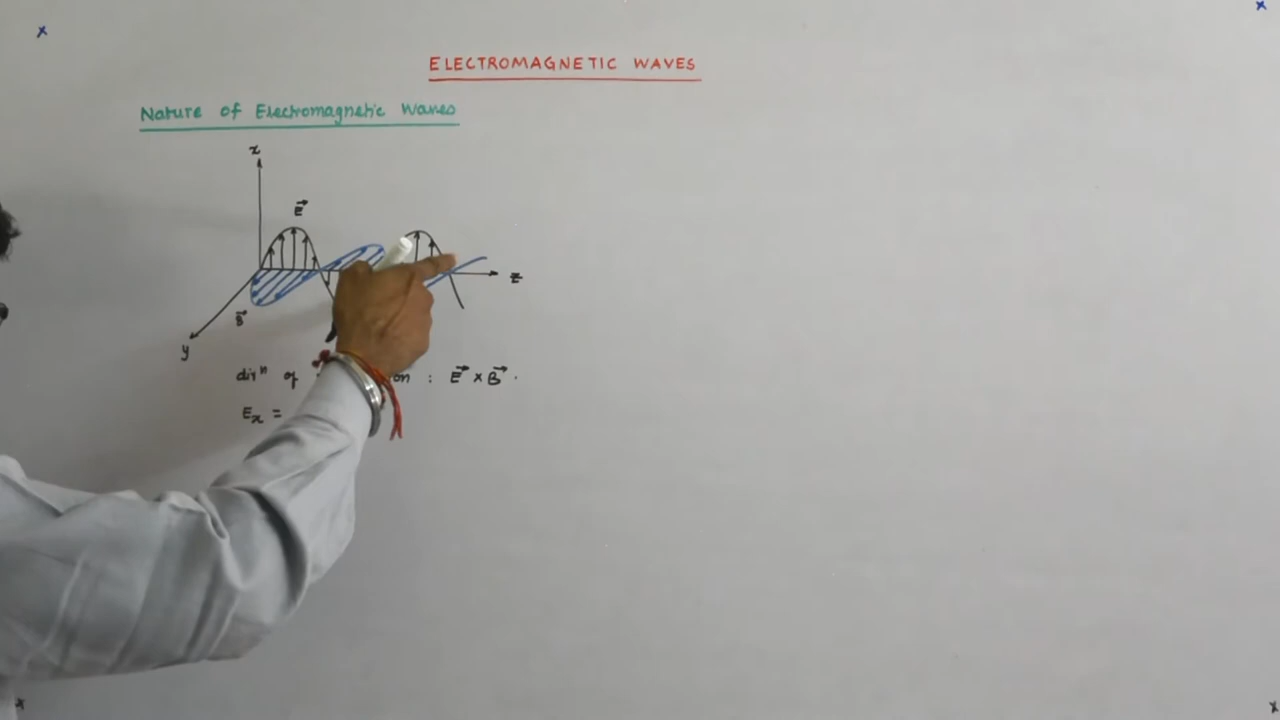 ELECTROMAGNETIC WAVES
Nature of Electromagnetic Waves
x
E⃗
z
B⃗
y
dirⁿ of on : E⃗ × B⃗ .
Eₓ =